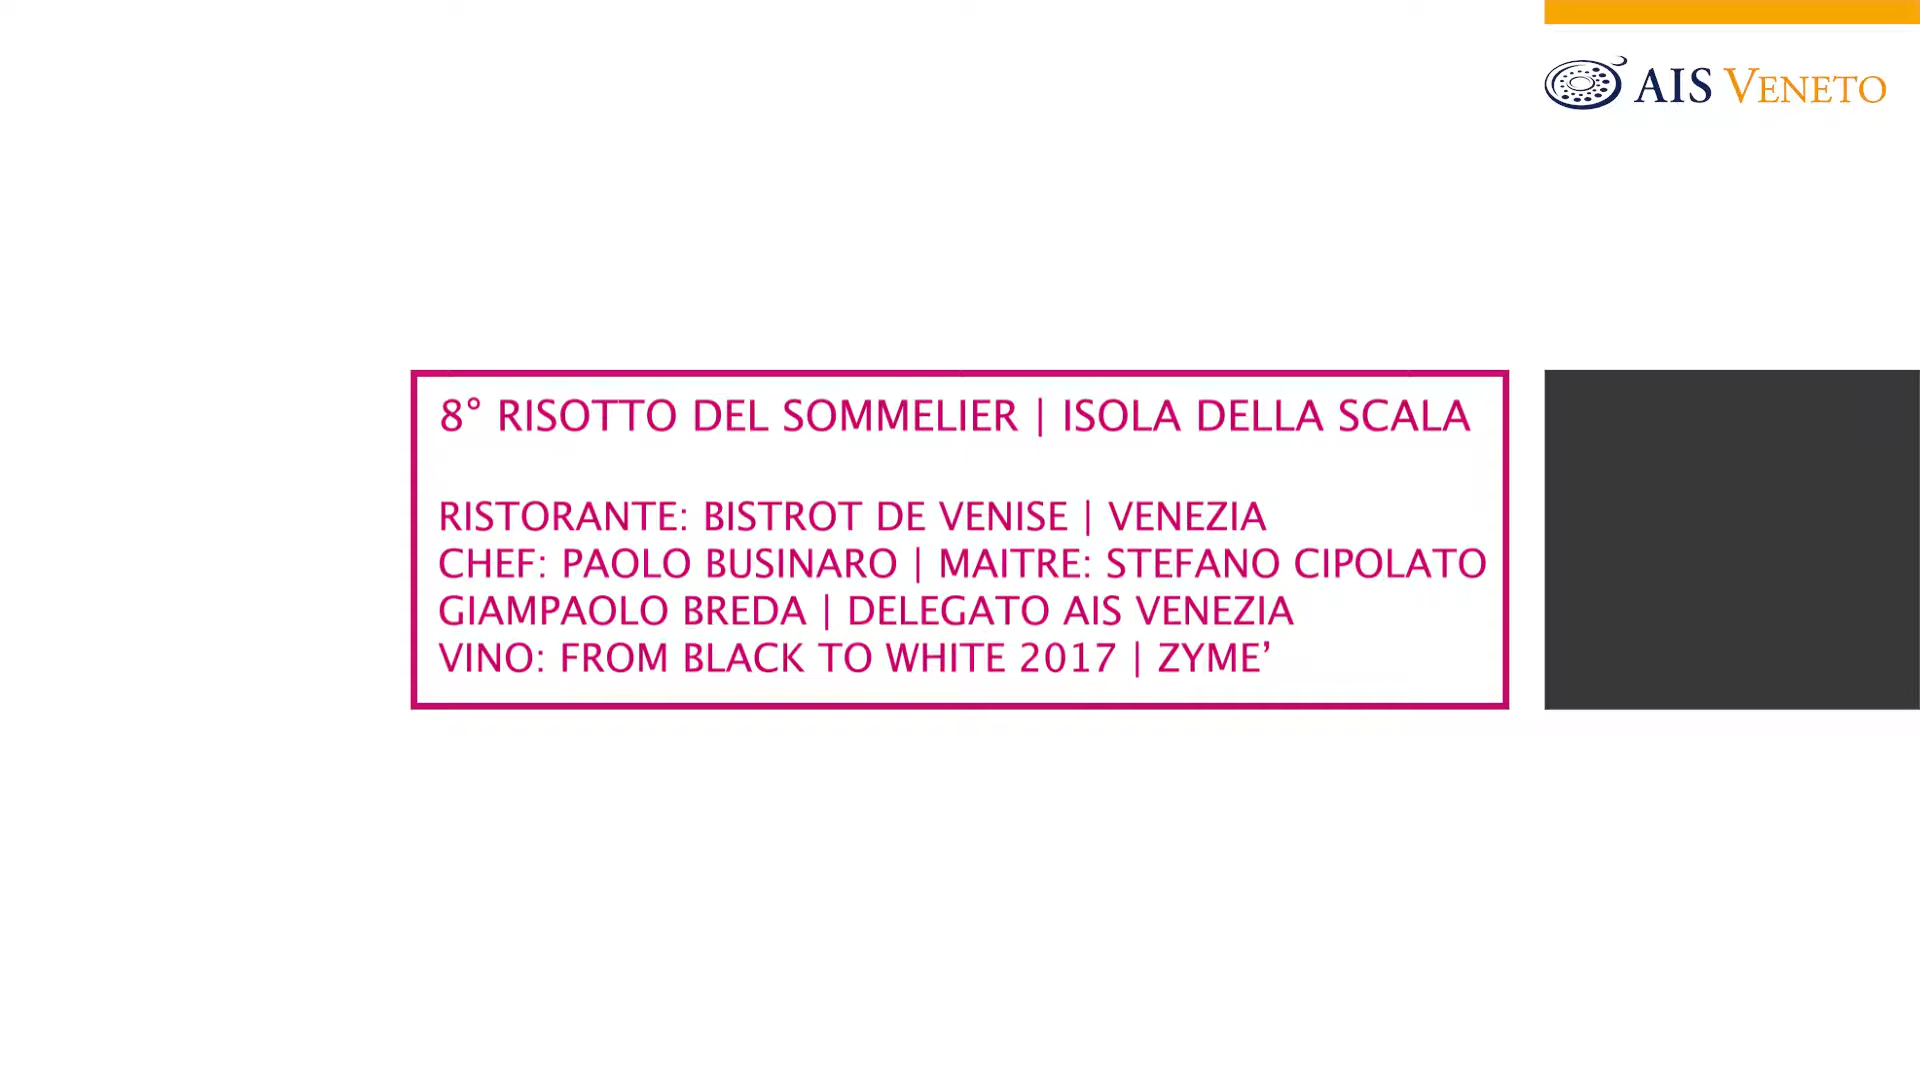 AIS VENETO
8° RISOTTO DEL SOMMELIER | ISOLA DELLA SCALA
RISTORANTE: BISTROT DE VENISE | VENEZIA
CHEF: PAOLO BUSINARO | MAITRE: STEFANO CIPOLATO
GIAMPAOLO BREDA | DELEGATO AIS VENEZIA
VINO: FROM BLACK TO WHITE 2017 | ZYME’